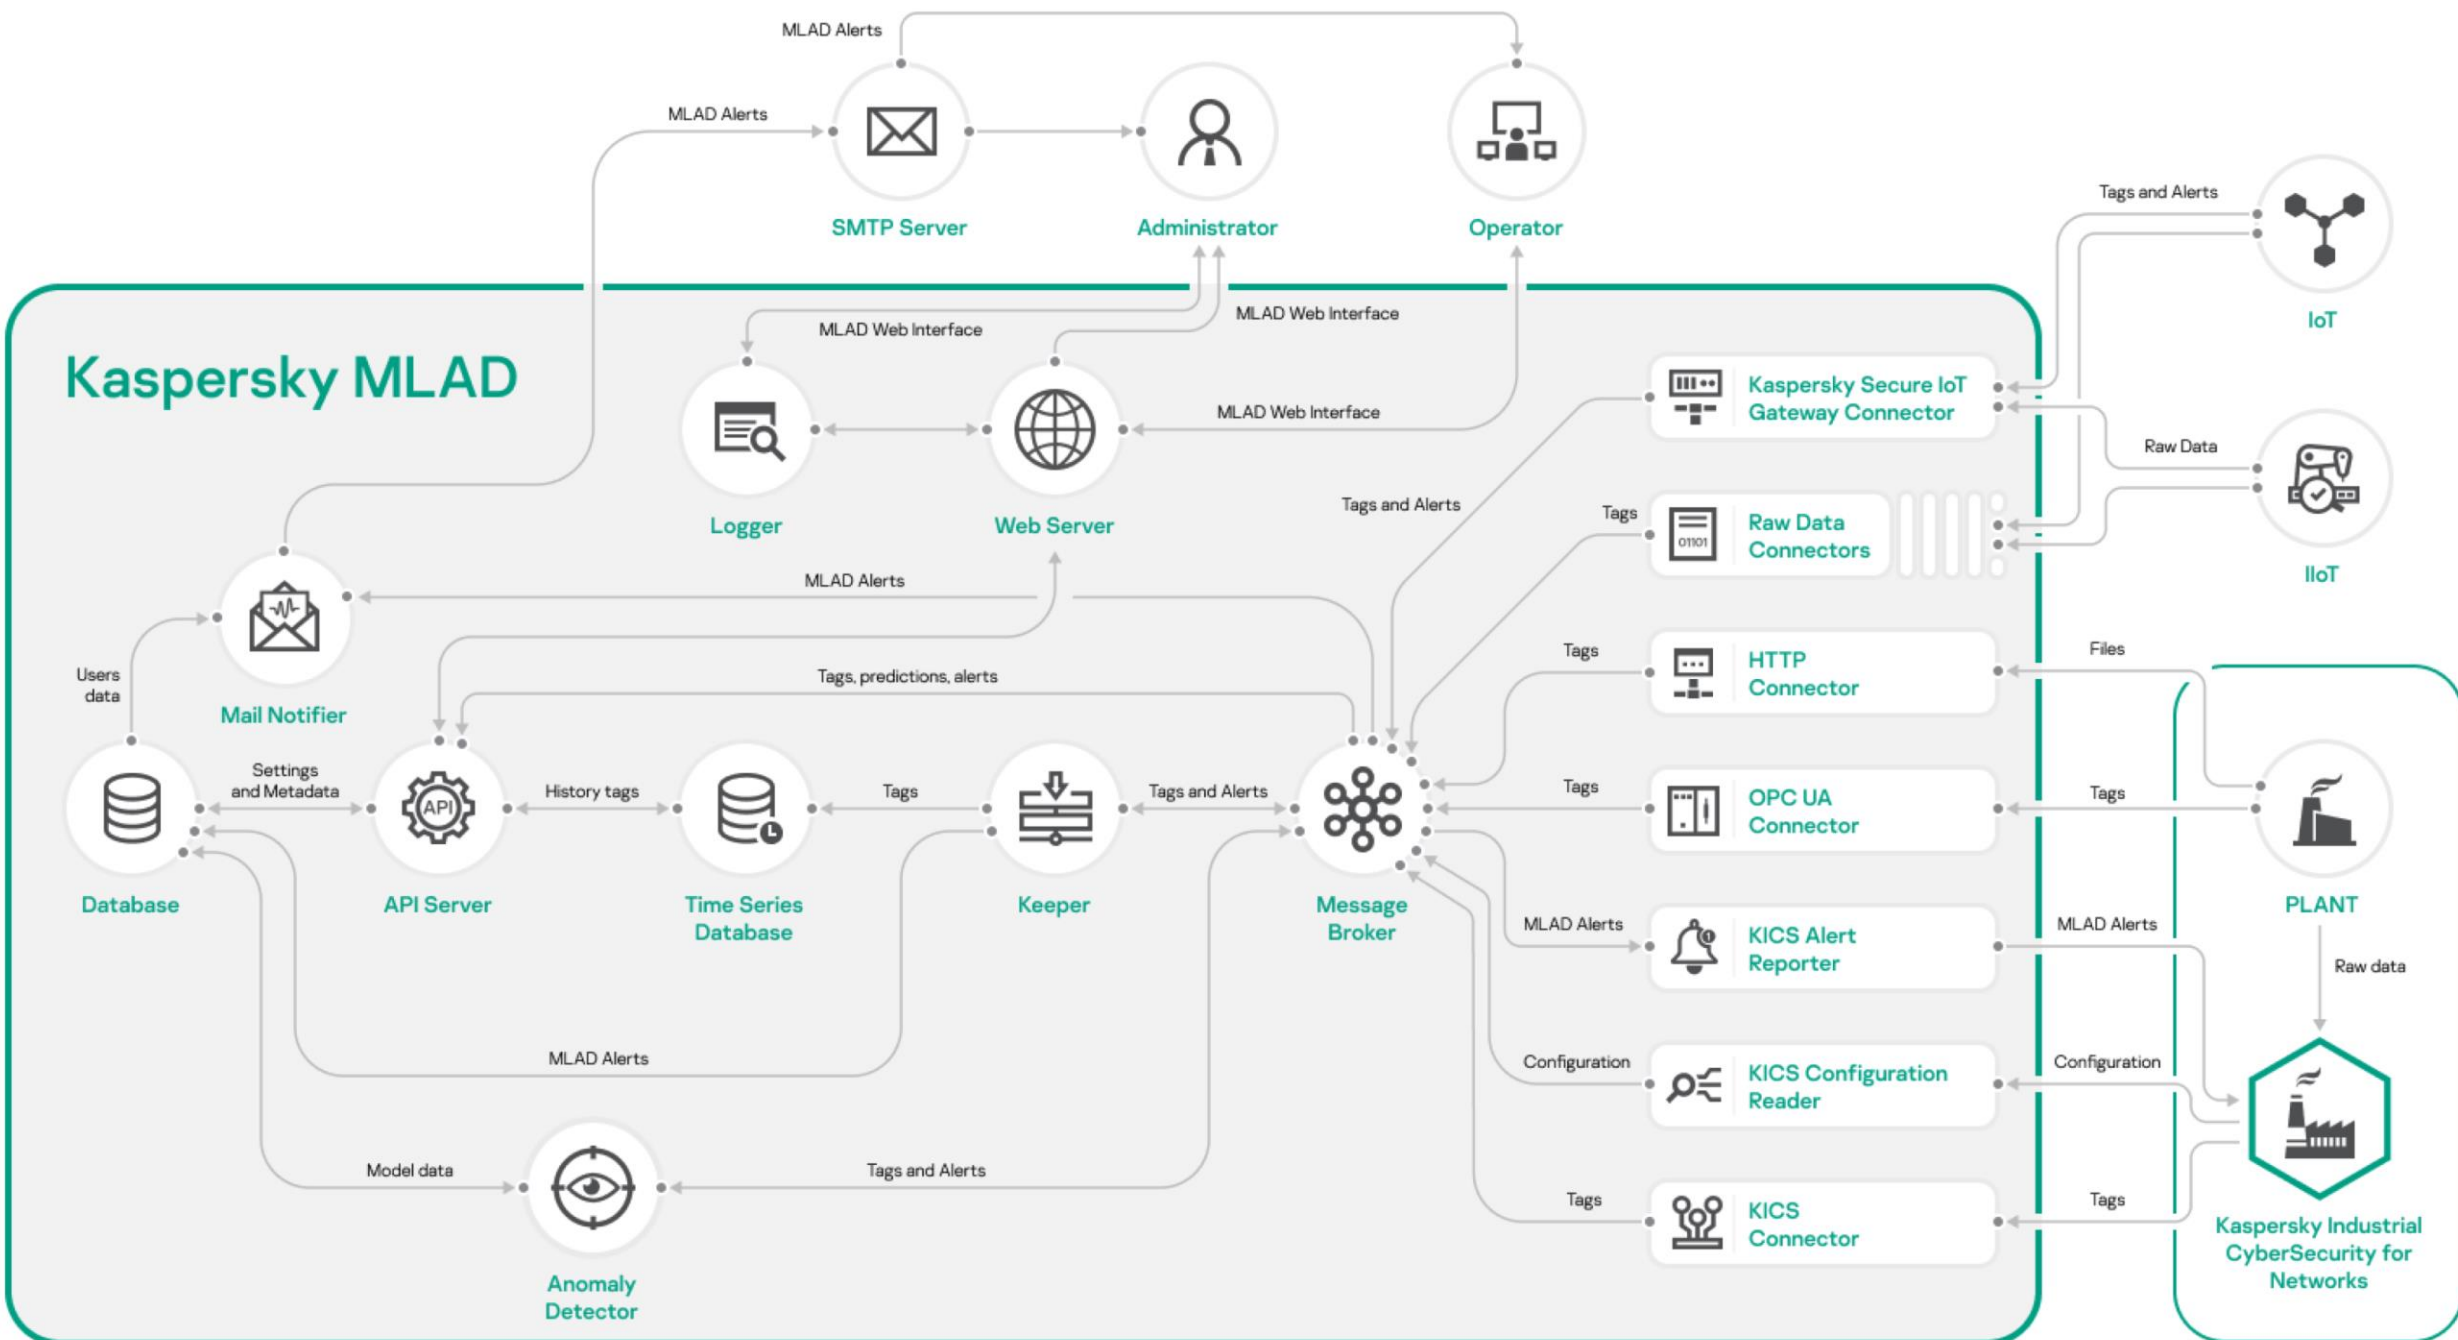 MLAD Alerts
MLAD Alerts
SMTP Server
Administrator
Operator
Tags and Alerts
IoT
Kaspersky MLAD
MLAD Web Interface
MLAD Web Interface
MLAD Web Interface
Logger
Web Server
Kaspersky Secure IoT
Gateway Connector
Tags and Alerts
Tags
01101
Raw Data
Connectors
Raw Data
IIoT
MLAD Alerts
Users
data
Mail Notifier
Tags, predictions, alerts
Tags
HTTP
Connector
Files
Settings
and Metadata
API
History tags
Tags
Tags and Alerts
Tags
OPC UA
Connector
Tags
Database
API Server
Time Series
Database
Keeper
Message
Broker
PLANT
MLAD Alerts
1
KICS Alert
Reporter
MLAD Alerts
Raw data
MLAD Alerts
Configuration
KICS Configuration
Reader
Configuration
Model data
Tags and Alerts
Tags
KICS
Connector
Tags
Anomaly
Detector
Kaspersky Industrial
CyberSecurity for
Networks